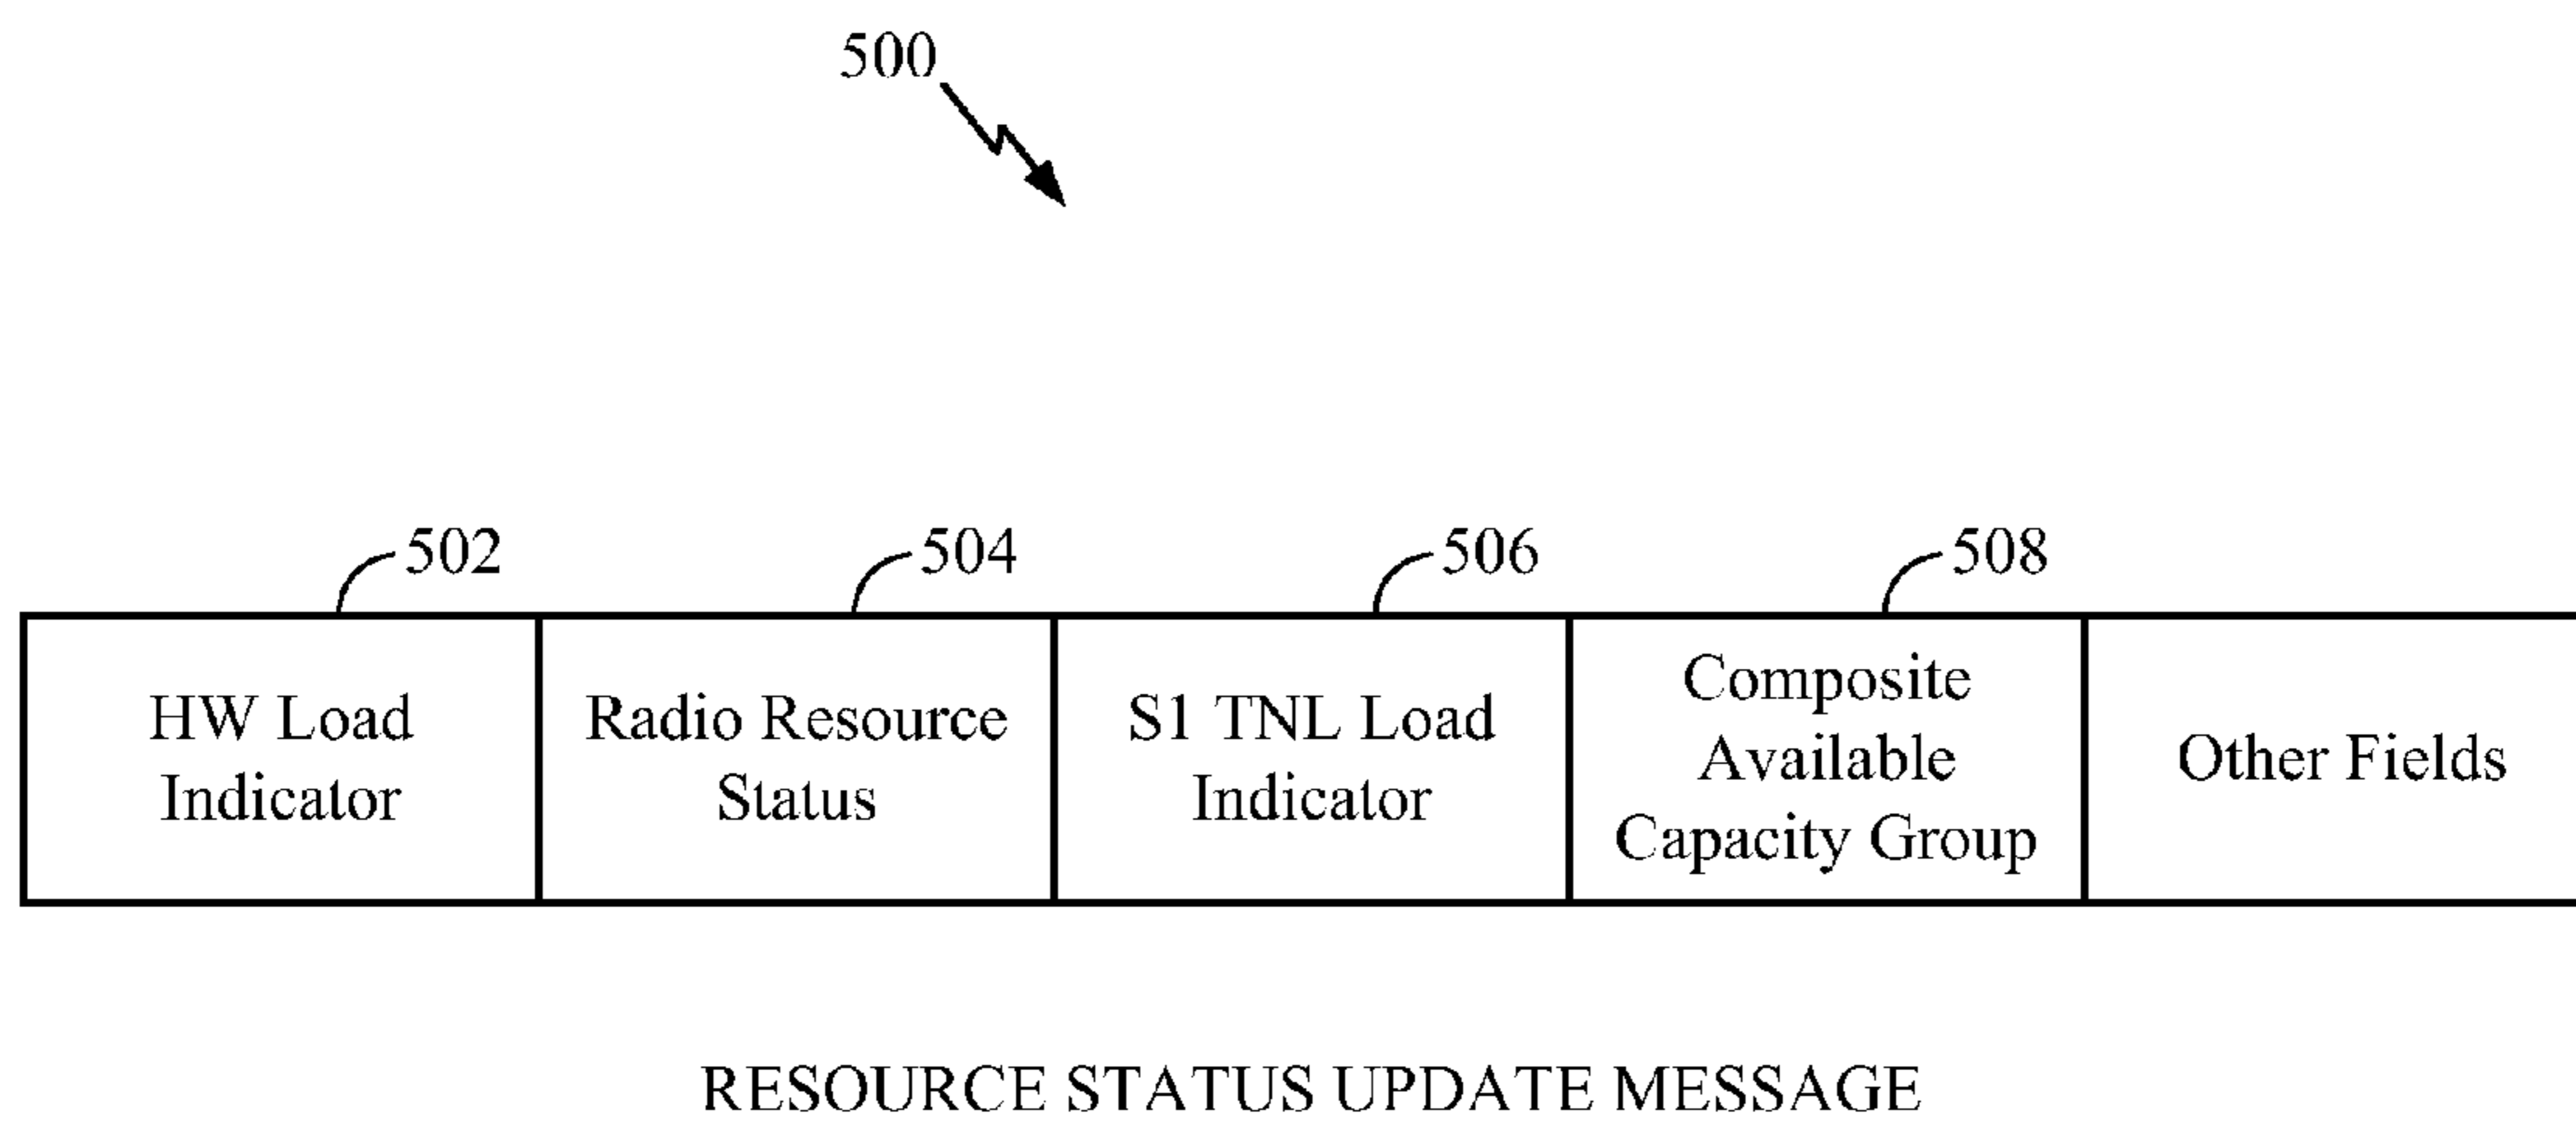 500
502
504
506
508
HW Load
Indicator
Radio Resource
Status
S1 TNL Load
Indicator
Composite
Available
Capacity Group
Other Fields
RESOURCE STATUS UPDATE MESSAGE